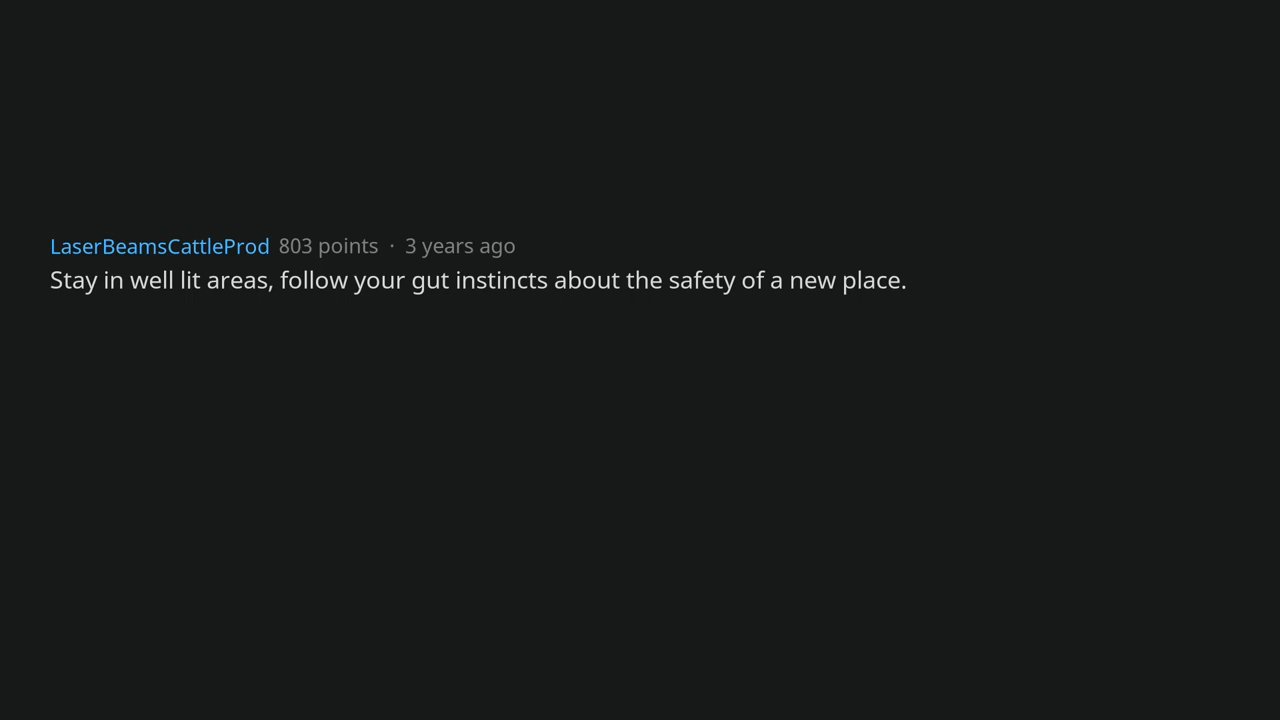 LaserBeamsCattleProd 803 points · 3 years ago
Stay in well lit areas, follow your gut instincts about the safety of a new place.